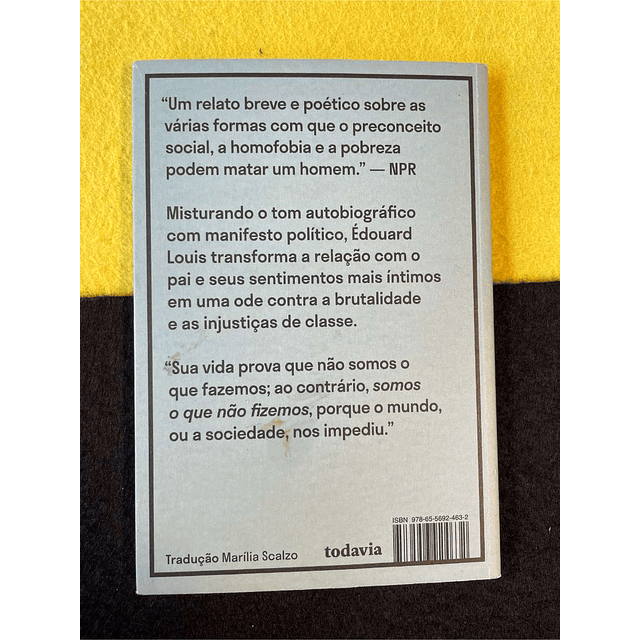 “Um relato breve e poético sobre as
várias formas com que o preconceito
social, a homofobia e a pobreza
podem matar um homem.” — NPR
Misturando o tom autobiográfico
com manifesto político, Édouard
Louis transforma a relação com o
pai e seus sentimentos mais íntimos
em uma ode contra a brutalidade
e as injustiças de classe.
“Sua vida prova que não somos o
que fazemos; ao contrário, somos
o que não fizemos, porque o mundo,
ou a sociedade, nos impediu.”
ISBN 978-65-5692-463-2
Tradução Marília Scalzo
todavia